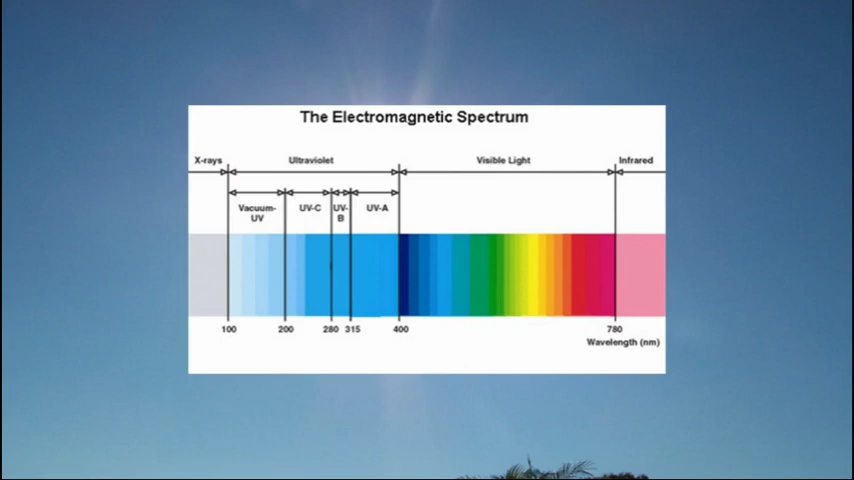 The Electromagnetic Spectrum
X-rays Ultraviolet Visible Light Infrared
Vacuum-
UV
UV-C
UV-
B
UV-A
100 200 280 315 400 780
Wavelength (nm)